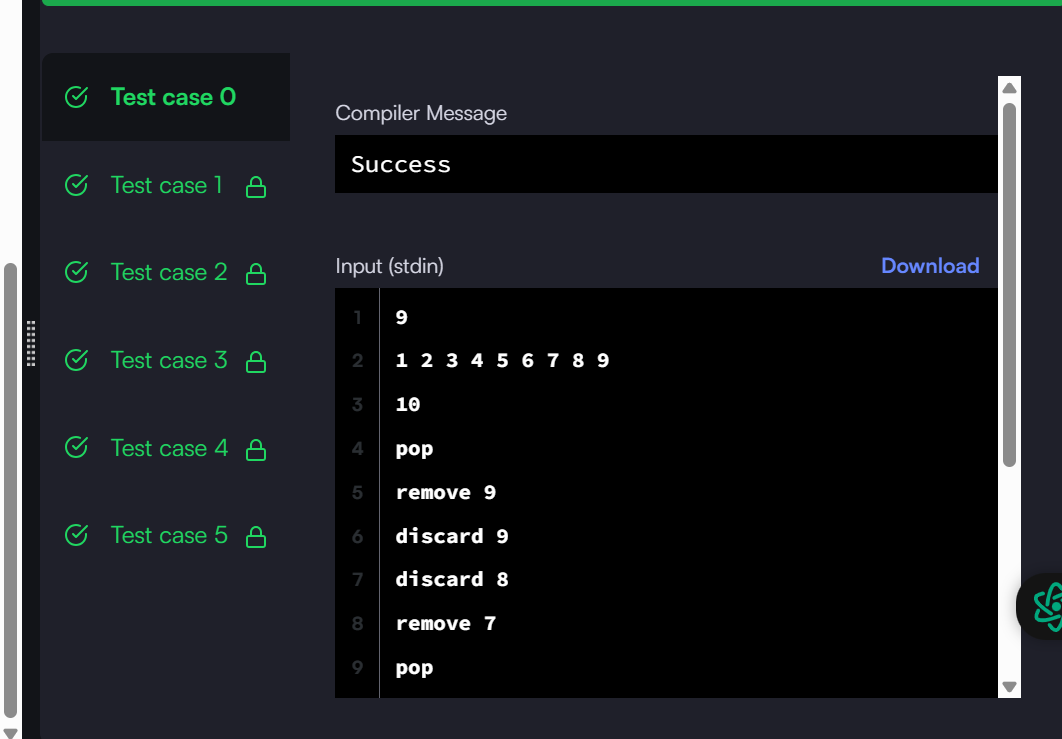 Test case 0
Test case 1
Test case 2
Test case 3
Test case 4
Test case 5
Compiler Message
Success
Input (stdin)
Download
1 9
2 1 2 3 4 5 6 7 8 9
3 10
4 pop
5 remove 9
6 discard 9
7 discard 8
8 remove 7
9 pop